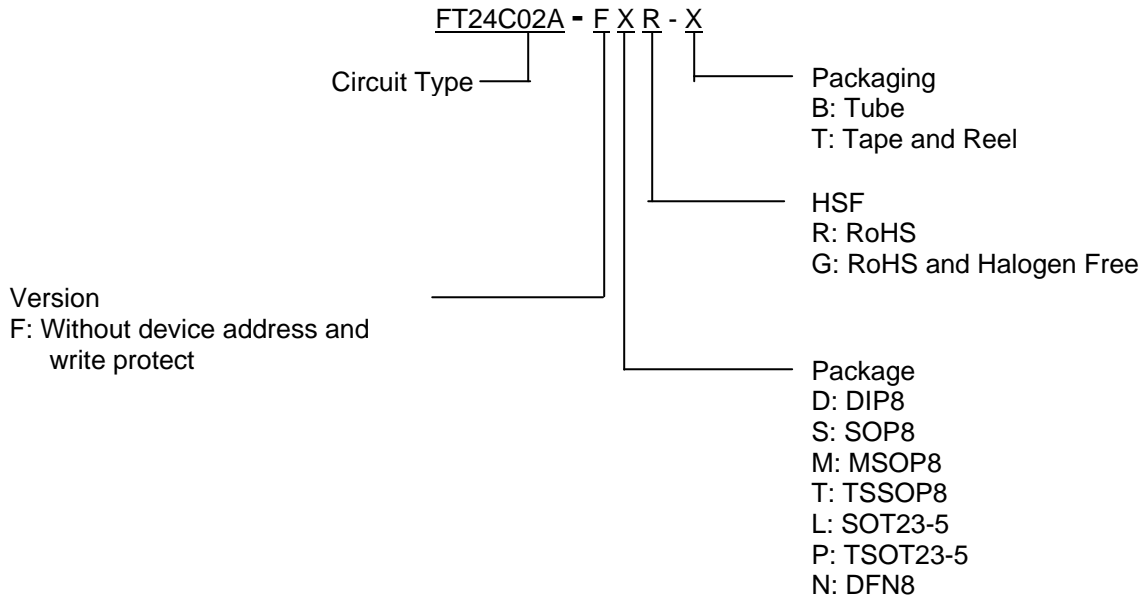 FT24C02A - F X R - X
Circuit Type
Packaging
B: Tube
T: Tape and Reel
HSF
R: RoHS
G: RoHS and Halogen Free
Version
F: Without device address and
write protect
Package
D: DIP8
S: SOP8
M: MSOP8
T: TSSOP8
L: SOT23-5
P: TSOT23-5
N: DFN8